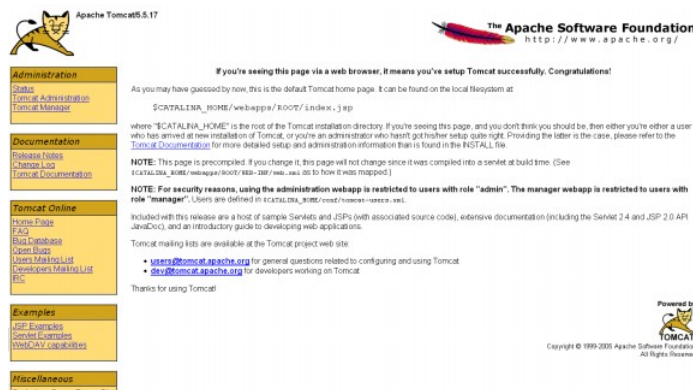 Apache Tomcat/5.5.17
The Apache Software Foundation
http://www.apache.org/
Administration
Status
Tomcat Administration
Tomcat Manager
Documentation
Release Notes
Change Log
Tomcat Documentation
Tomcat Online
Home Page
FAQ
Bug Database
Open Bugs
Users Mailing List
Developers Mailing List
IRC
Examples
JSP Examples
Servlet Examples
WebDAV capabilities
Miscellaneous
If you're seeing this page via a web browser, it means you've setup Tomcat successfully. Congratulations!
As you may have guessed by now, this is the default Tomcat home page. It can be found on the local filesystem at:
$CATALINA_HOME/webapps/ROOT/index.jsp
where "$CATALINA_HOME" is the root of the Tomcat installation directory. If you're seeing this page, and you don't think you should be, then either you're either a user
who has arrived at new installation of Tomcat, or you're an administrator who hasn't got his/her setup quite right. Providing the latter is the case, please refer to the
Tomcat Documentation for more detailed setup and administration information than is found in the INSTALL file.
NOTE: This page is precompiled. If you change it, this page will not change since it was compiled into a servlet at build time. (See
$CATALINA_HOME/webapps/ROOT/WEB-INF/web.xml as to how it was mapped.)
NOTE: For security reasons, using the administration webapp is restricted to users with role "admin". The manager webapp is restricted to users with
role "manager". Users are defined in $CATALINA_HOME/conf/tomcat-users.xml.
Included with this release are a host of sample Servlets and JSPs (with associated source code), extensive documentation (including the Servlet 2.4 and JSP 2.0 API
JavaDoc), and an introductory guide to developing web applications.
Tomcat mailing lists are available at the Tomcat project web site:
users@tomcat.apache.org for general questions related to configuring and using Tomcat
dev@tomcat.apache.org for developers working on Tomcat
Thanks for using Tomcat!
Powered by
TOMCAT
Copyright © 1999-2005 Apache Software Foundation
All Rights Reserved